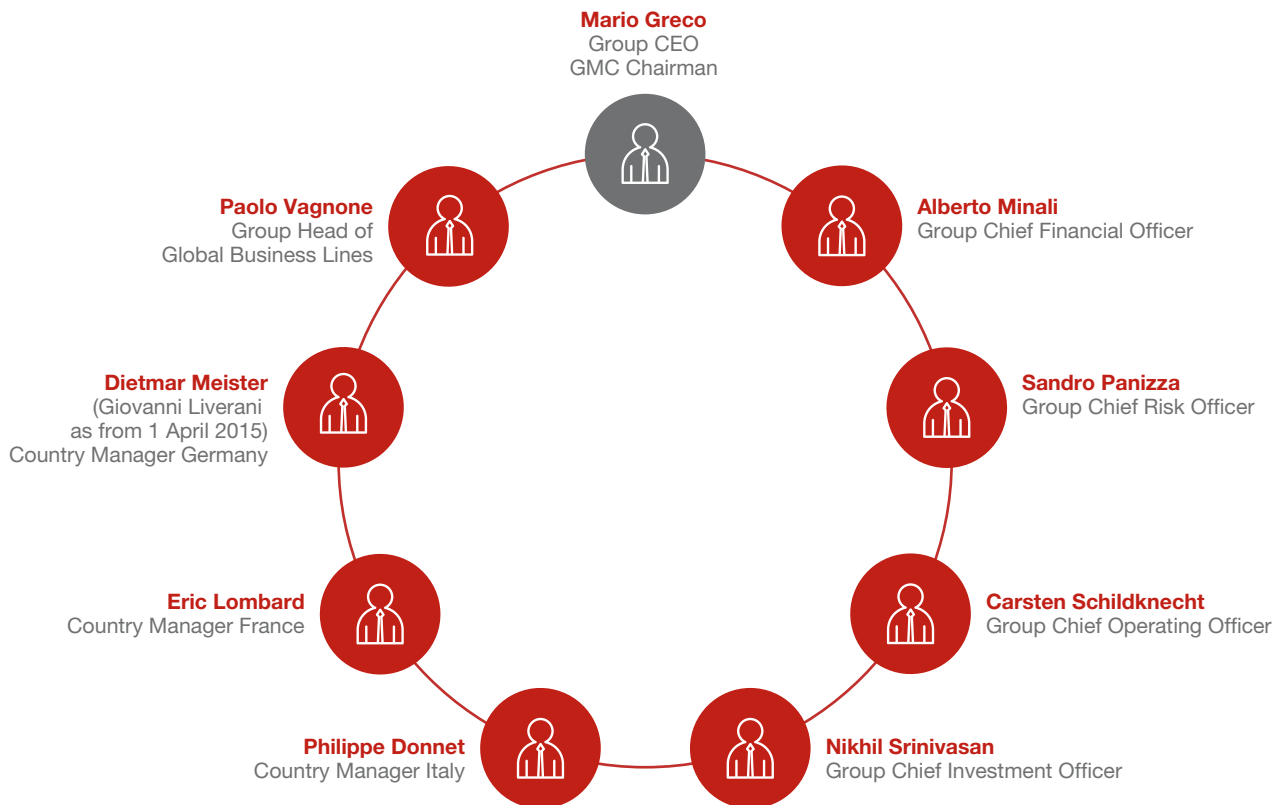 Mario Greco
Group CEO
GMC Chairman
Paolo Vagnone
Group Head of
Global Business Lines
Alberto Minali
Group Chief Financial Officer
Dietmar Meister
(Giovanni Liverani
as from 1 April 2015)
Country Manager Germany
Sandro Panizza
Group Chief Risk Officer
Eric Lombard
Country Manager France
Carsten Schildknecht
Group Chief Operating Officer
Philippe Donnet
Country Manager Italy
Nikhil Srinivasan
Group Chief Investment Officer